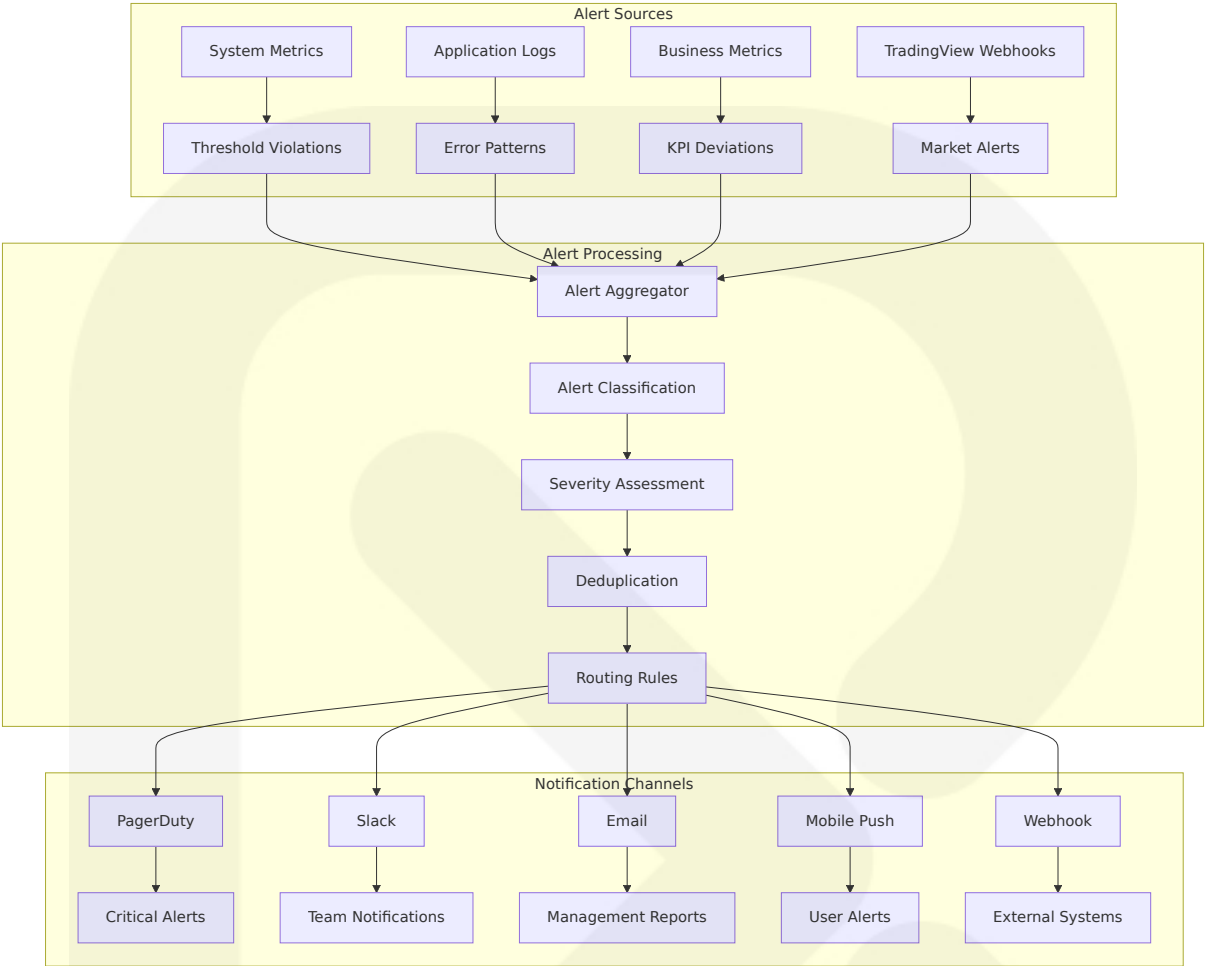 Alert Sources
System Metrics
Application Logs
Business Metrics
TradingView Webhooks
Threshold Violations
Error Patterns
KPI Deviations
Market Alerts
Alert Processing
Alert Aggregator
Alert Classification
Severity Assessment
Deduplication
Routing Rules
Notification Channels
PagerDuty
Slack
Email
Mobile Push
Webhook
Critical Alerts
Team Notifications
Management Reports
User Alerts
External Systems